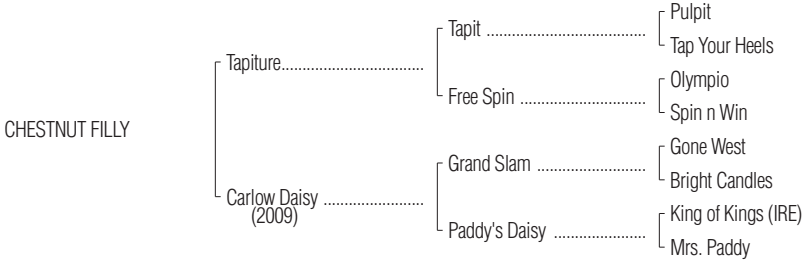 Pulpit
Tapit ......................................
Tap Your Heels
Tapiture..................................
Olympio
Free Spin ..............................
Spin n Win
CHESTNUT FILLY
Gone West
Grand Slam ..........................
Bright Candles
Carlow Daisy ........................
(2009)
King of Kings (IRE)
Paddy's Daisy ......................
Mrs. Paddy